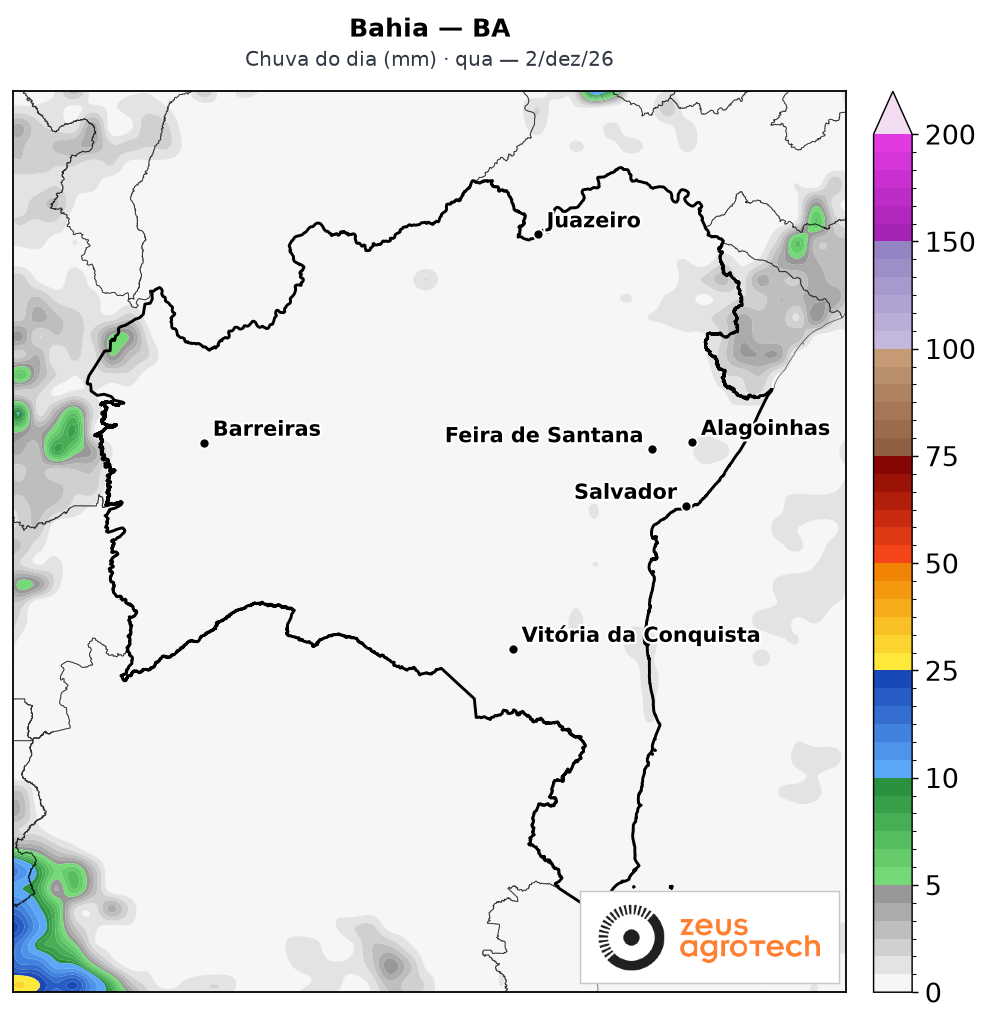 Bahia — BA
Chuva do dia (mm) · qua — 2/dez/26
Juazeiro
Barreiras
Feira de Santana
Alagoinhas
Salvador
Vitória da Conquista
200
150
100
75
50
25
10
5
0
zeus
agrotech